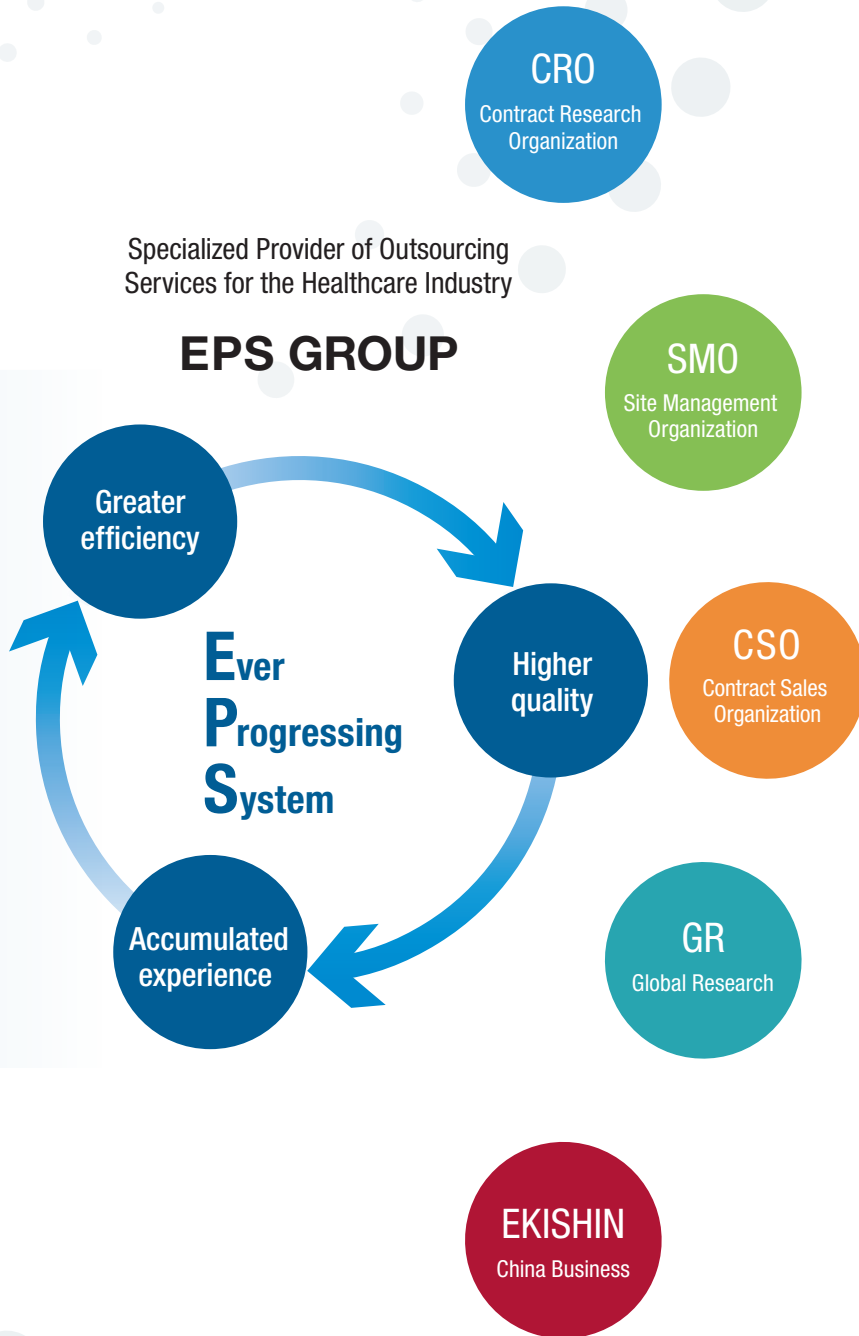 CRO
Contract Research
Organization
Specialized Provider of Outsourcing
Services for the Healthcare Industry
EPS GROUP
SMO
Site Management
Organization
Greater
efficiency
Ever
Progressing
System
Higher
quality
CSO
Contract Sales
Organization
Accumulated
experience
GR
Global Research
EKISHIN
China Business